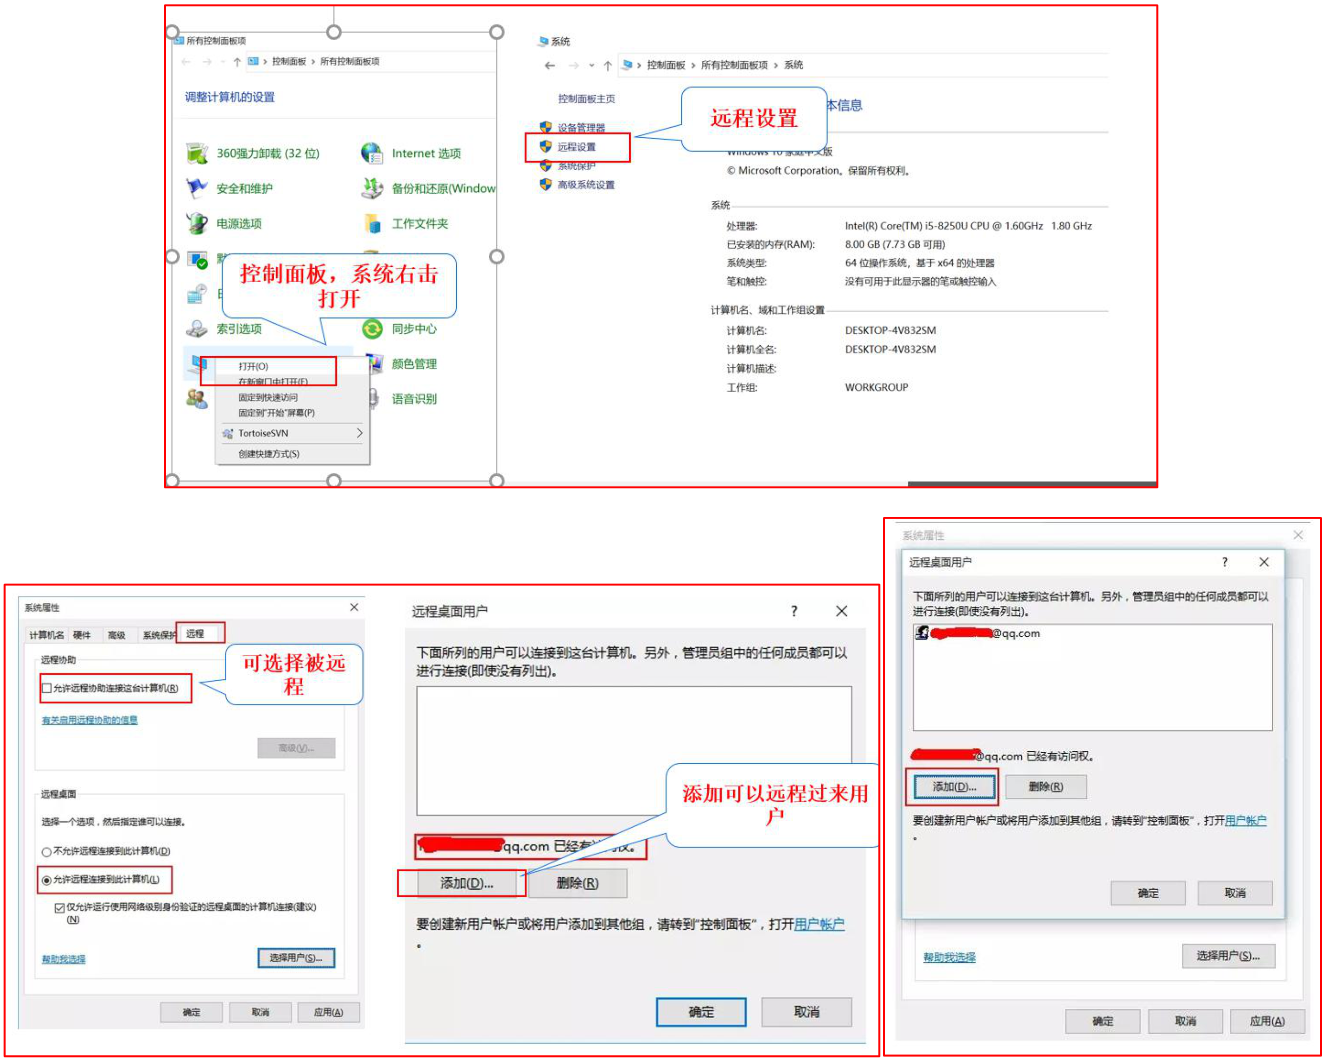 所有控制面板项
控制面板 › 所有控制面板项
调整计算机的设置
360强力卸载 (32 位)
Internet 选项
安全和维护
备份和还原(Window
电源选项
工作文件夹
控制面板，系统右击
打开
索引选项
同步中心
颜色管理
语音识别
打开(O)
在新窗口中打开(E)
固定到快速访问
固定到"开始"屏幕(P)
TortoiseSVN
创建快捷方式(S)
系统
控制面板 › 所有控制面板项 › 系统
控制面板主页
设备管理器
远程设置
系统保护
高级系统设置
远程设置
本信息
Windows 10 家庭中文版
© Microsoft Corporation。保留所有权利。
系统
处理器: Intel(R) Core(TM) i5-8250U CPU @ 1.60GHz 1.80 GHz
已安装的内存(RAM): 8.00 GB (7.73 GB 可用)
系统类型: 64 位操作系统，基于 x64 的处理器
笔和触控: 没有可用于此显示器的笔或触控输入
计算机名、域和工作组设置
计算机名: DESKTOP-4V832SM
计算机全名: DESKTOP-4V832SM
计算机描述:
工作组: WORKGROUP
系统属性
计算机名 硬件 高级 系统保护 远程
远程协助
允许远程协助连接这台计算机(R)
有关启用远程协助的信息
高级(V)...
可选择被远
程
远程桌面
选择一个选项，然后指定谁可以连接。
不允许远程连接到此计算机(D)
允许远程连接到此计算机(L)
仅允许运行使用网络级别身份验证的远程桌面的计算机连接(建议)
(N)
帮助我选择
选择用户(S)...
确定 取消 应用(A)
远程桌面用户 ?
下面所列的用户可以连接到这台计算机。另外，管理员组中的任何成员都可以
进行连接(即使没有列出)。
添加可以远程过来用
户
@qq.com 已经有访问权。
添加(D)... 删除(R)
要创建新用户帐户或将用户添加到其他组，请转到"控制面板"，打开用户帐户
。
确定 取消
系统属性
远程桌面用户 ?
下面所列的用户可以连接到这台计算机。另外，管理员组中的任何成员都可以
进行连接(即使没有列出)。
@qq.com
@qq.com 已经有访问权。
添加(D)... 删除(R)
要创建新用户帐户或将用户添加到其他组，请转到"控制面板"，打开用户帐户
。
确定 取消
帮助我选择
选择用户(S)...
确定 取消 应用(A)